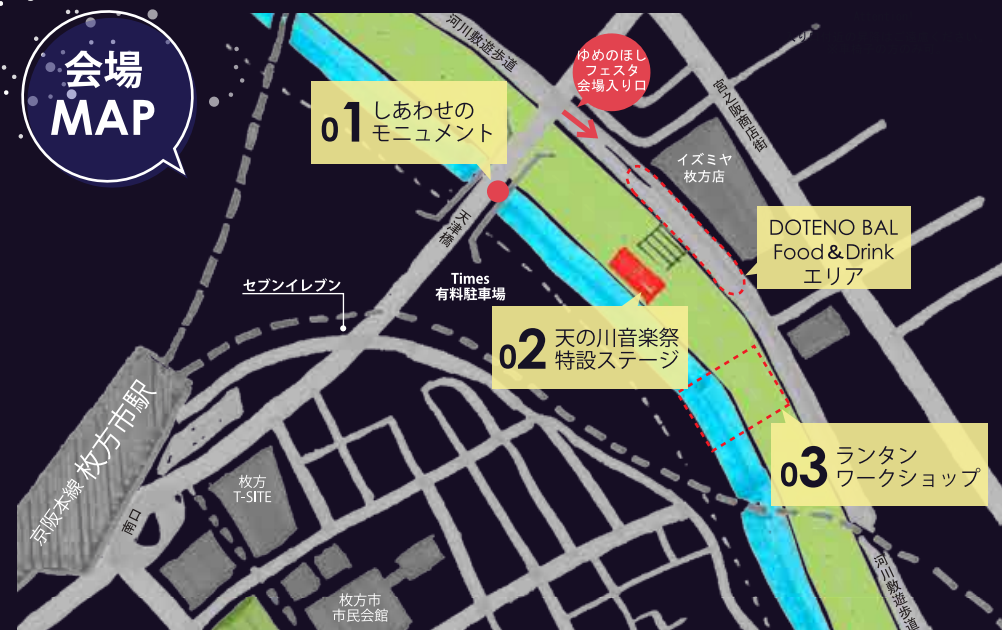 会場
MAP
河川敷遊歩道
ゆめのほし
フェスタ
会場入り口
宮之阪商店街
01 しあわせの
モニュメント
イズミヤ
枚方店
天津橋
DOTENO BAL
Food&Drink
エリア
Times
有料駐車場
セブンイレブン
02 天の川音楽祭
特設ステージ
京阪本線 枚方市駅
南口
枚方
T-SITE
03 ランタン
ワークショップ
河川敷遊歩道
枚方市
市民会館